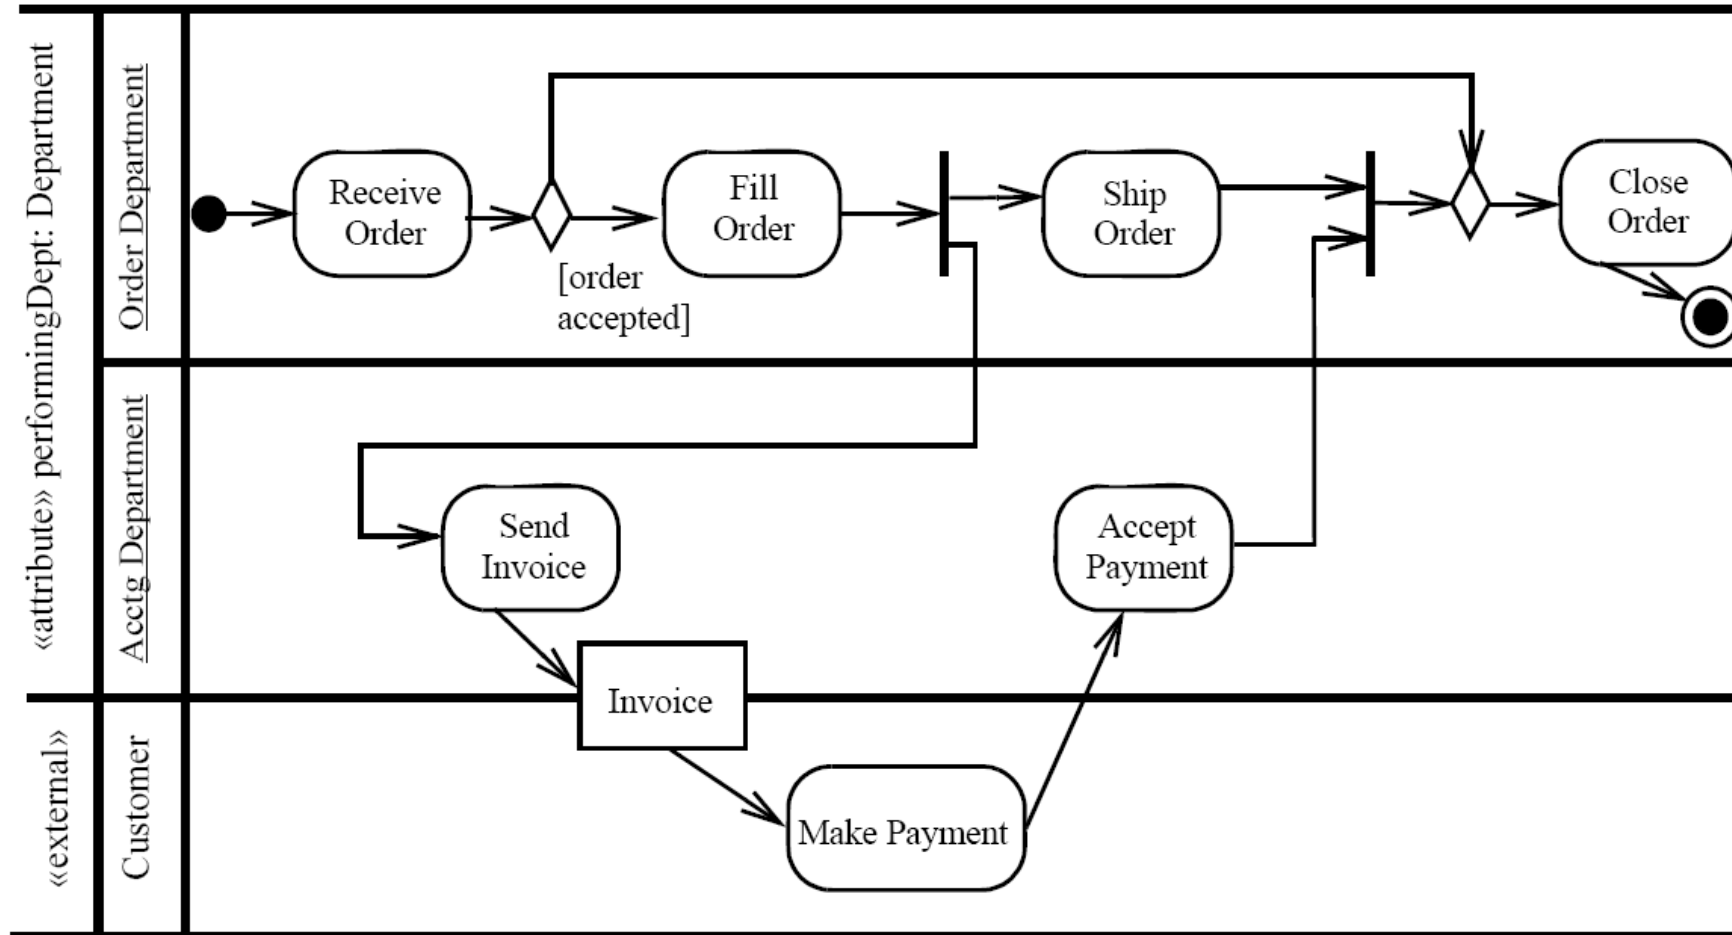 «attribute» performingDept: Department
Order Department
Receive
Order
[order
accepted]
Fill
Order
Ship
Order
Close
Order
Acctg Department
Send
Invoice
Accept
Payment
Invoice
«external»
Customer
Make Payment